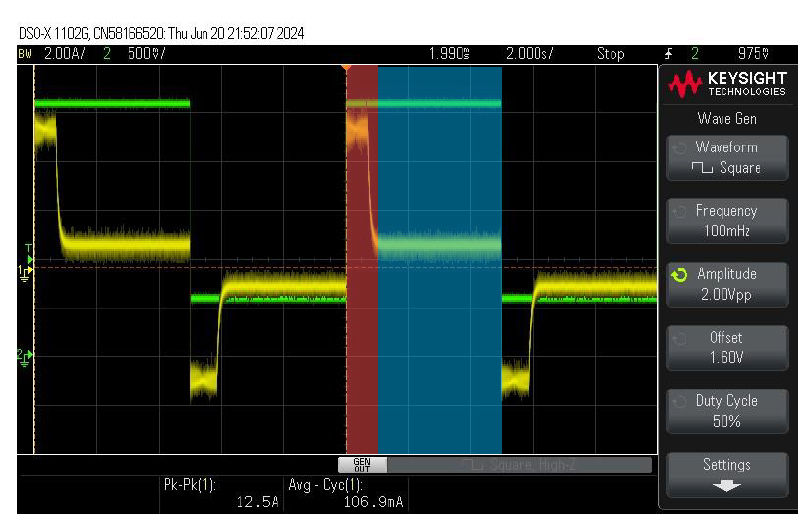 DSO-X 1102G, CN58166520: Thu Jun 20 21:52:07 2024
BW 2.00A/ 2 500V/ 1.990s 2.000s/ Stop 2 975V
KEYSIGHT
TECHNOLOGIES
Wave Gen
Waveform
Square
Frequency
100mHz
Amplitude
2.00Vpp
Offset
1.60V
Duty Cycle
50%
Settings
T
1
2
GEN
OUT
Square, High-Z
Pk-Pk(1):
12.5A
Avg - Cyc(1):
106.9mA